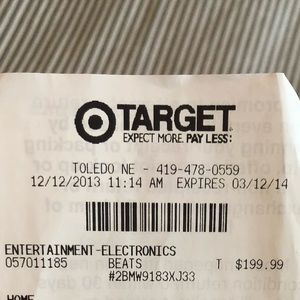 TARGET
EXPECT MORE. PAY LESS.
TOLEDO NE - 419-478-0559
12/12/2013 11:14 AM EXPIRES 03/12/14
ENTERTAINMENT-ELECTRONICS
057011185 BEATS T $199.99
#2BMW9183XJ33
HOME